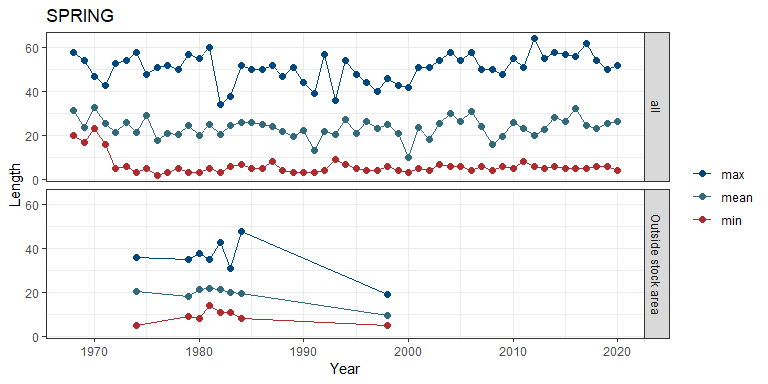 SPRING
60
40
20
0
all
60
40
20
0
Outside stock area
Length
1970
1980
1990
2000
2010
2020
Year
max
mean
min